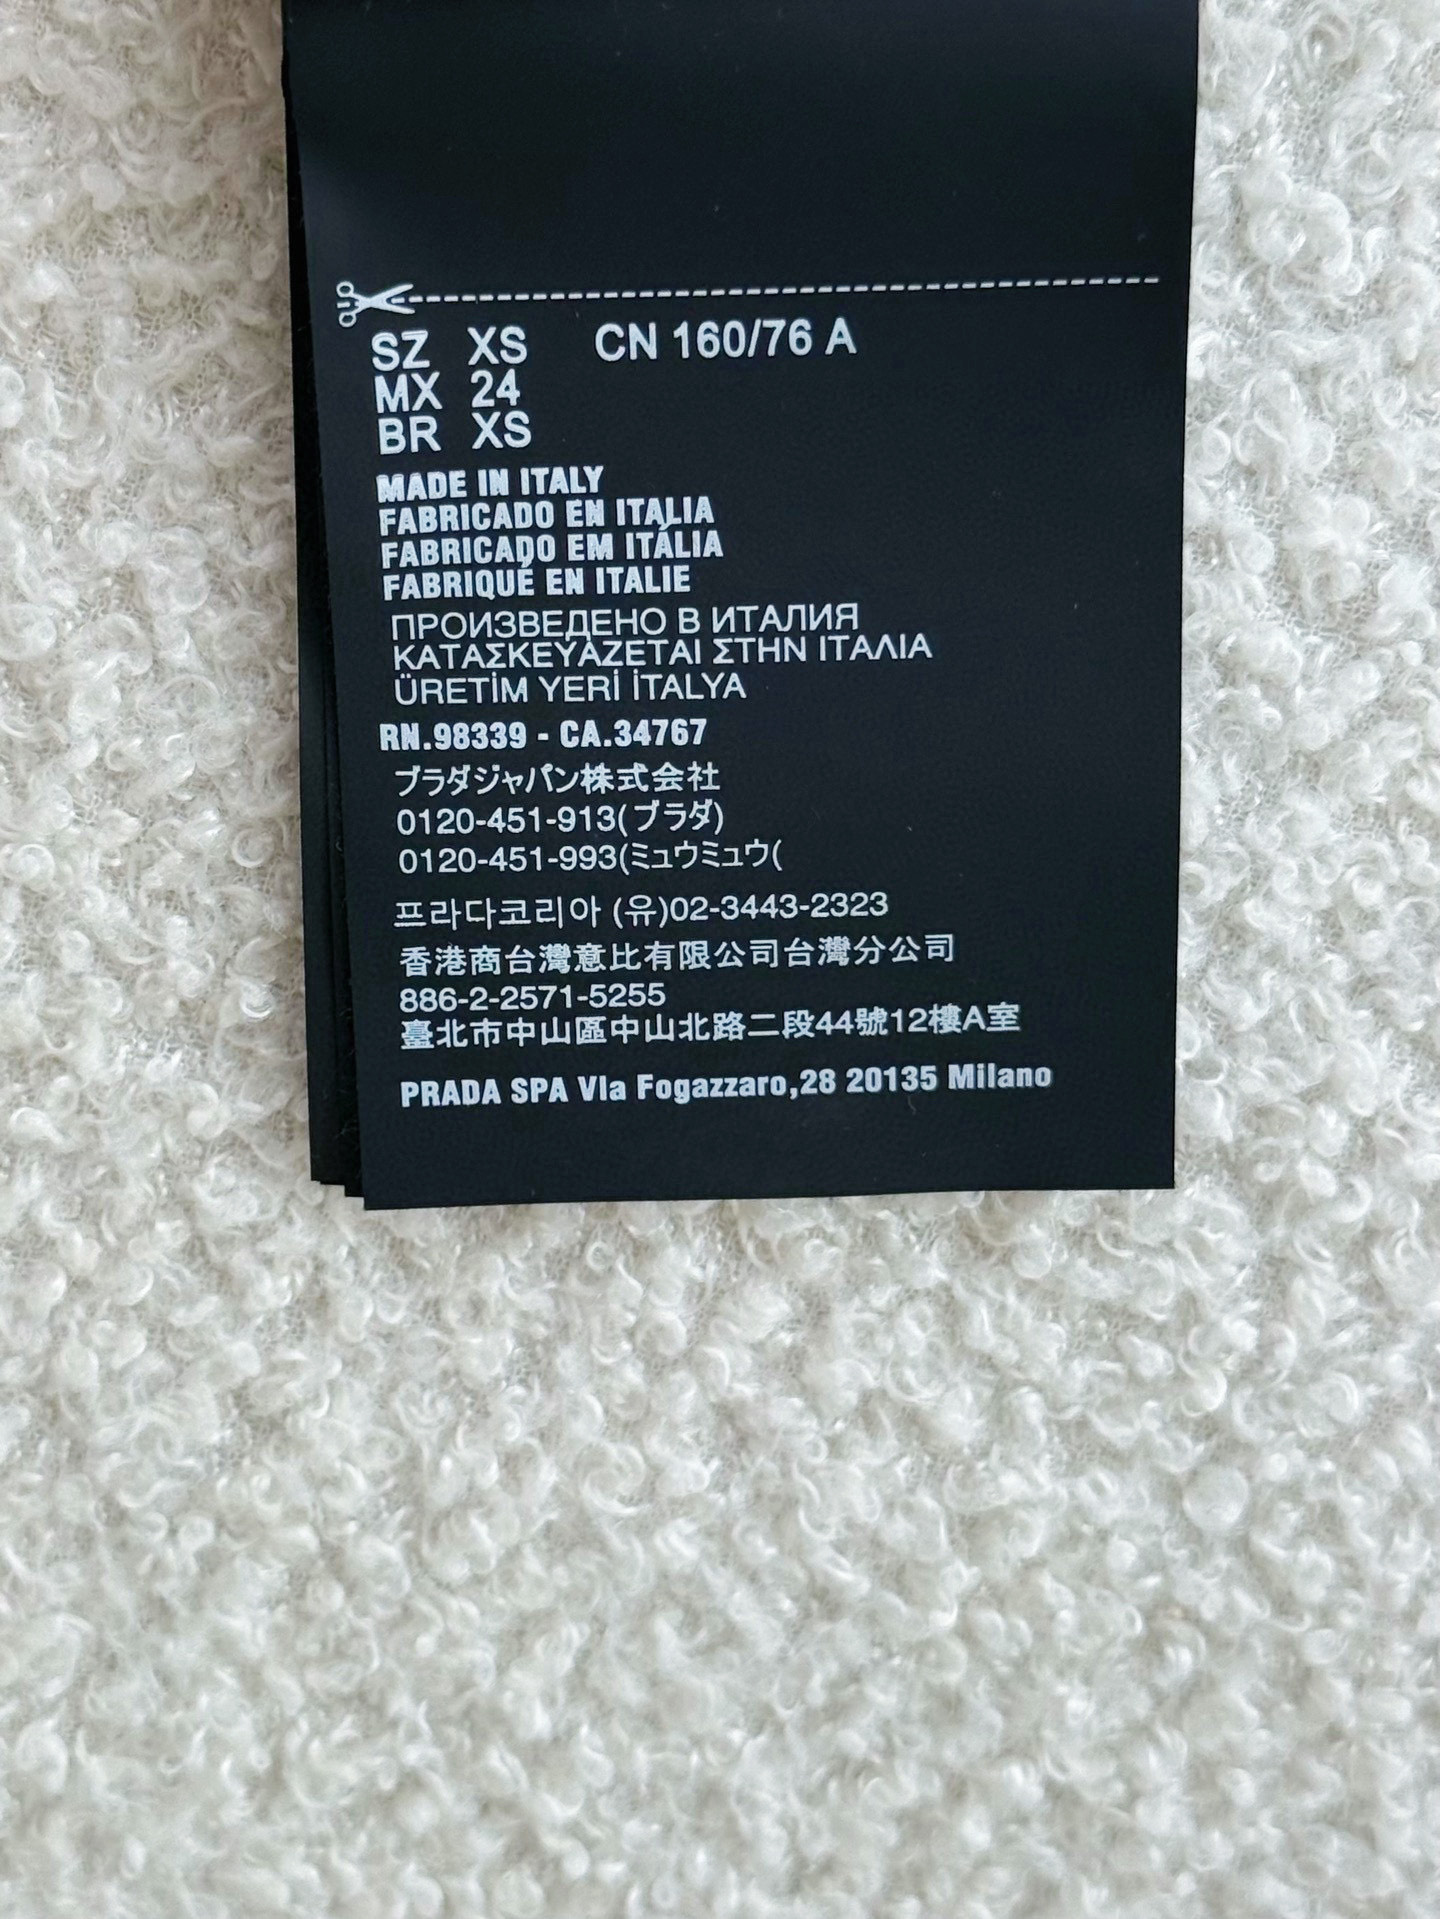 SZ XS CN 160/76 A
MX 24
BR XS
MADE IN ITALY
FABRICADO EN ITALIA
FABRICADO EM ITÁLIA
FABRIQUÉ EN ITALIE
ПРОИЗВЕДЕНО В ИТАЛИЯ
ΚΑΤΑΣΚΕΥΑΖΕΤΑΙ ΣΤΗΝ ΙΤΑΛΙΑ
ÜRETİM YERİ İTALYA
RN.98339 - CA.34767
プラダジャパン株式会社
0120-451-913(プラダ)
0120-451-993(ミュウミュウ(
프라다코리아 (유)02-3443-2323
香港商台灣意比有限公司台灣分公司
886-2-2571-5255
臺北市中山區中山北路二段44號12樓A室
PRADA SPA VIa Fogazzaro,28 20135 Milano